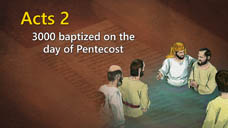 Acts 2
3000 baptized on the
day of Pentecost